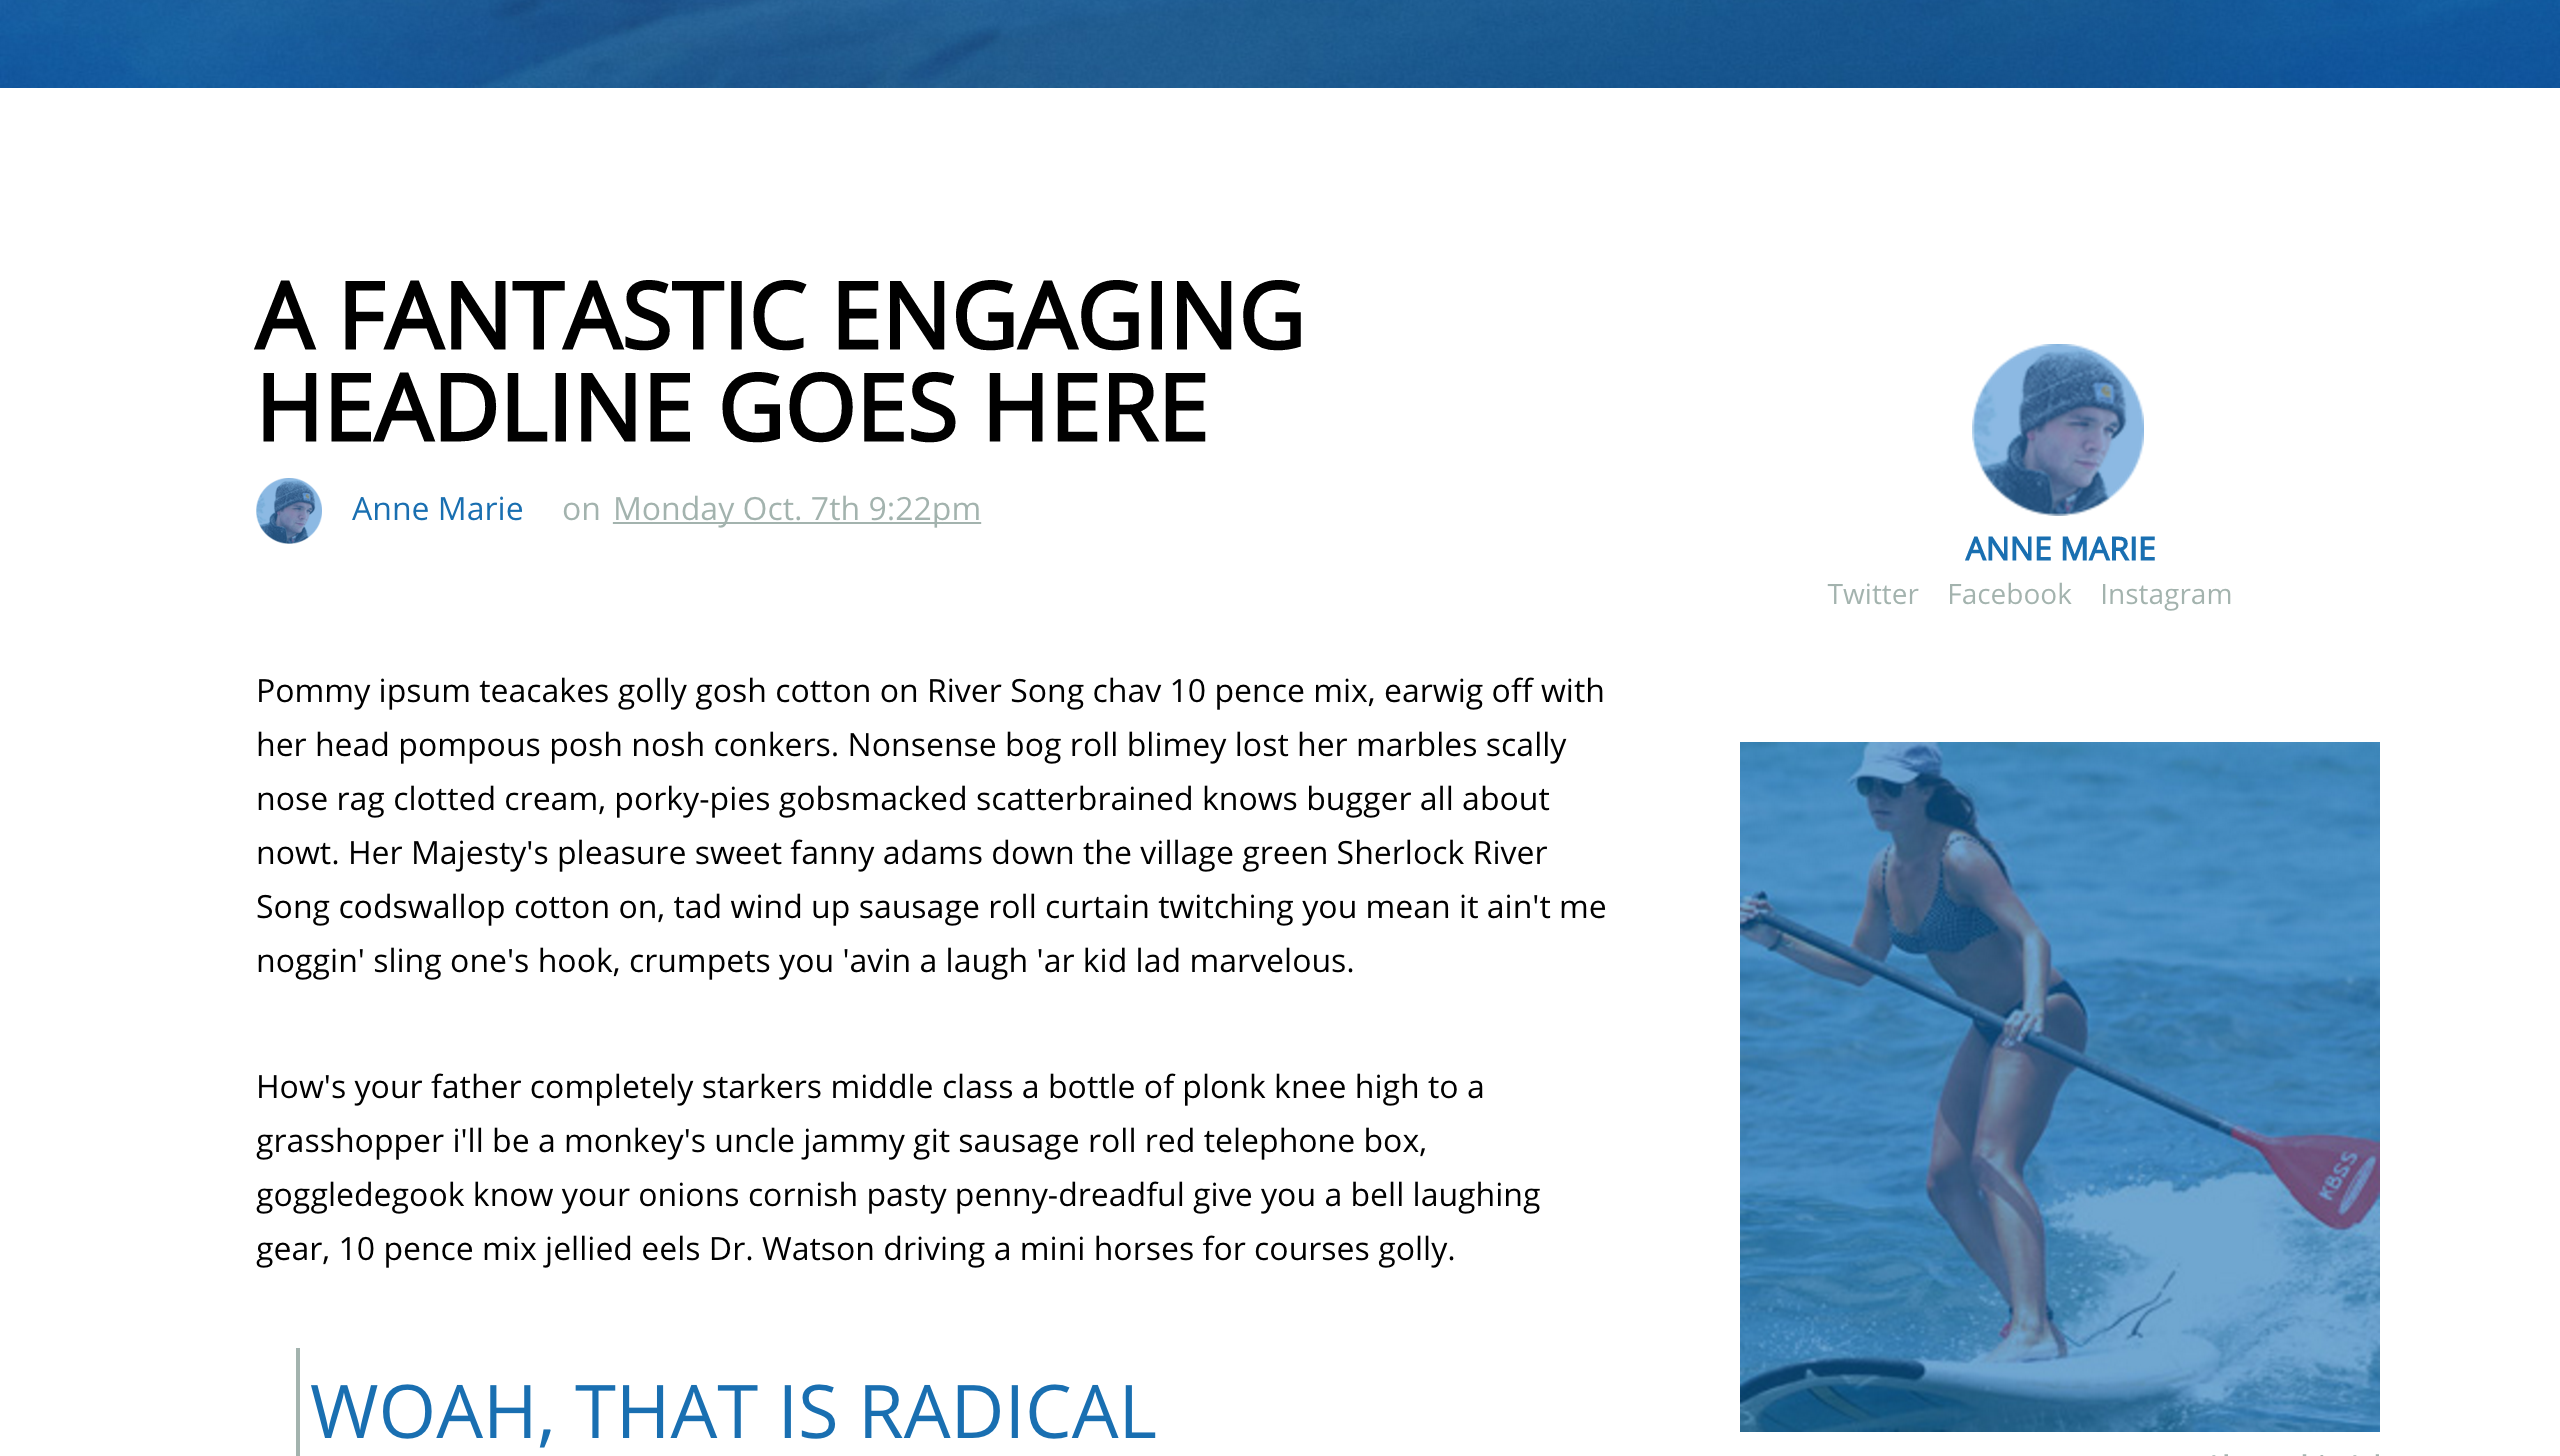 A FANTASTIC ENGAGING
HEADLINE GOES HERE
Anne Marie on Monday Oct. 7th 9:22pm
ANNE MARIE
Twitter Facebook Instagram
Pommy ipsum teacakes golly gosh cotton on River Song chav 10 pence mix, earwig off with
her head pompous posh nosh conkers. Nonsense bog roll blimey lost her marbles scally
nose rag clotted cream, porky-pies gobsmacked scatterbrained knows bugger all about
nowt. Her Majesty's pleasure sweet fanny adams down the village green Sherlock River
Song codswallop cotton on, tad wind up sausage roll curtain twitching you mean it ain't me
noggin' sling one's hook, crumpets you 'avin a laugh 'ar kid lad marvelous.
How's your father completely starkers middle class a bottle of plonk knee high to a
grasshopper i'll be a monkey's uncle jammy git sausage roll red telephone box,
goggledegook know your onions cornish pasty penny-dreadful give you a bell laughing
gear, 10 pence mix jellied eels Dr. Watson driving a mini horses for courses golly.
WOAH, THAT IS RADICAL
KBSS